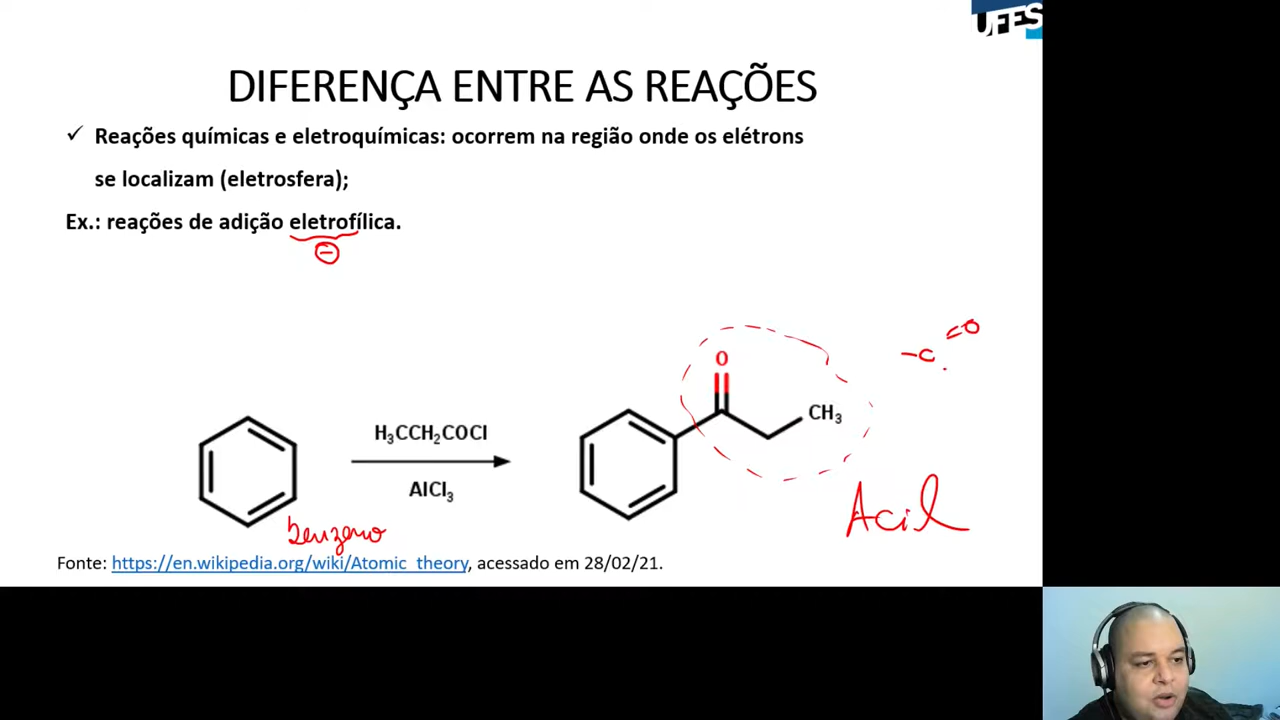 UFES
DIFERENÇA ENTRE AS REAÇÕES
✓ Reações químicas e eletroquímicas: ocorrem na região onde os elétrons
se localizam (eletrosfera);
Ex.: reações de adição eletrofílica.
−
-C=O
O
CH₃
H₃CCH₂COCl
AlCl₃
Acil
benzeno
Fonte: https://en.wikipedia.org/wiki/Atomic_theory, acessado em 28/02/21.